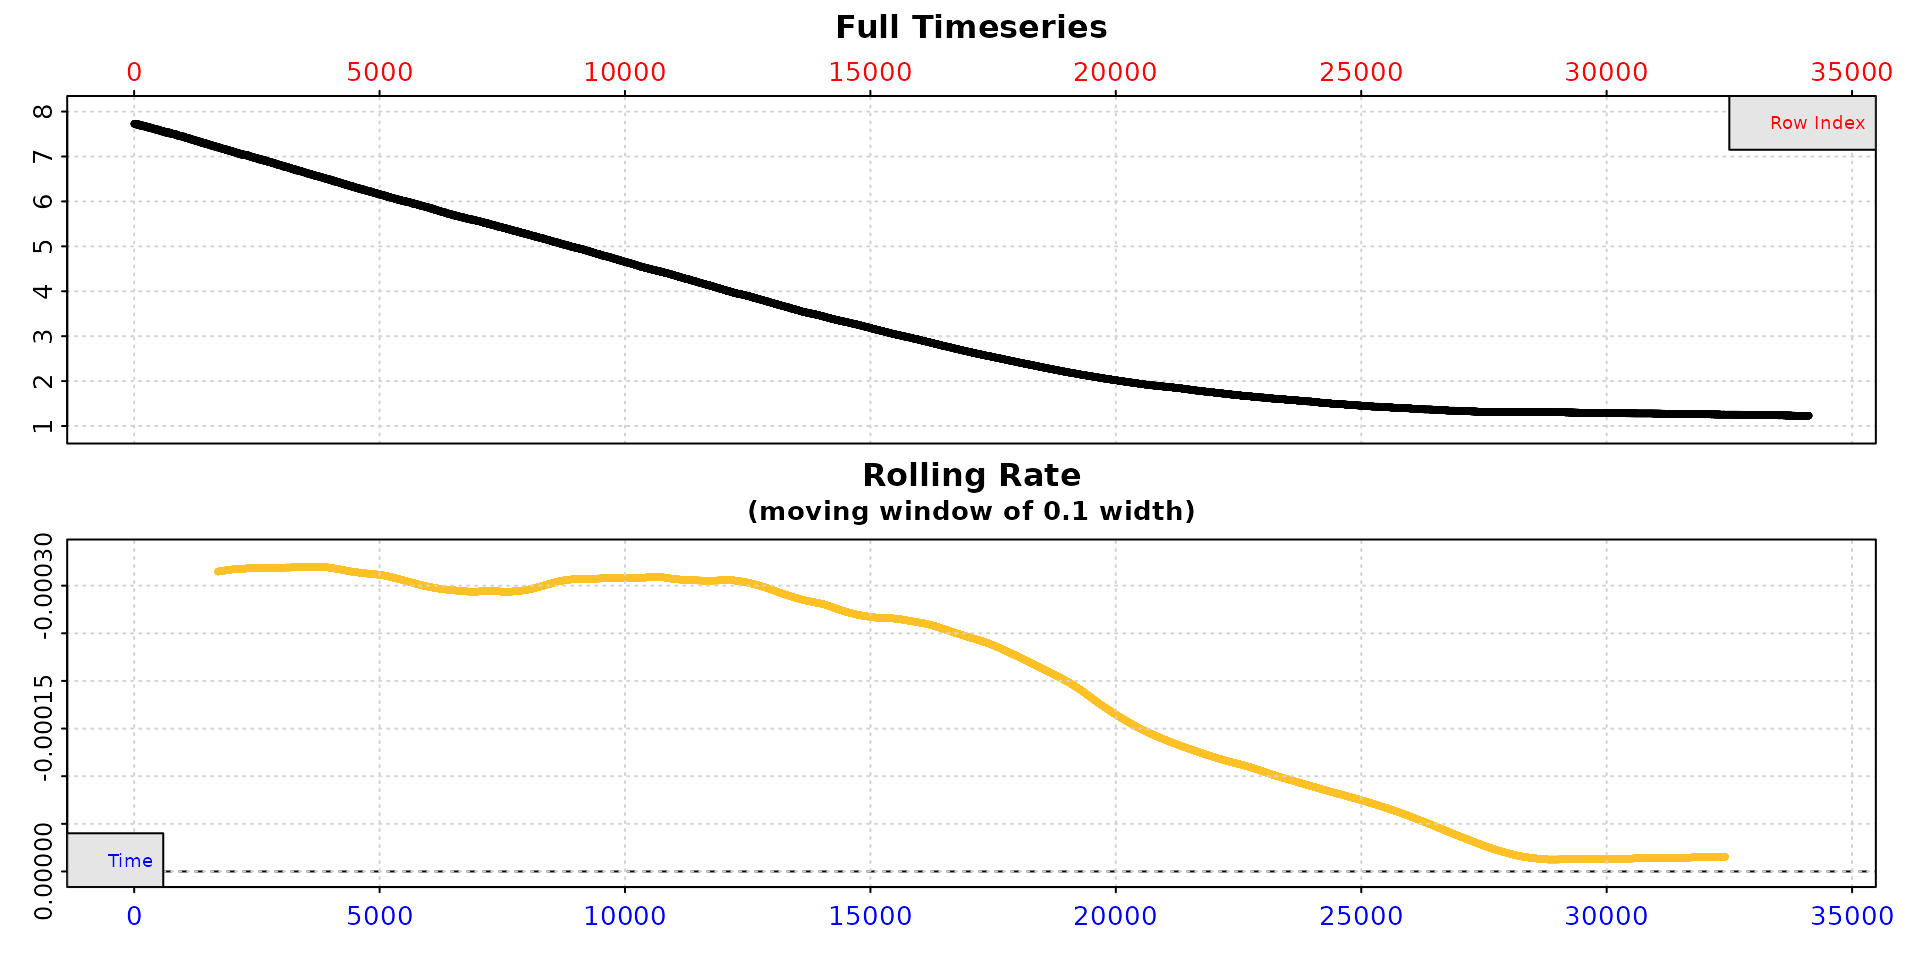 Full Timeseries
0 5000 10000 15000 20000 25000 30000 35000
Row Index
8
7
6
5
4
3
2
1
Rolling Rate
(moving window of 0.1 width)
-0.00030
-0.00015
0.000000
Time
0 5000 10000 15000 20000 25000 30000 35000